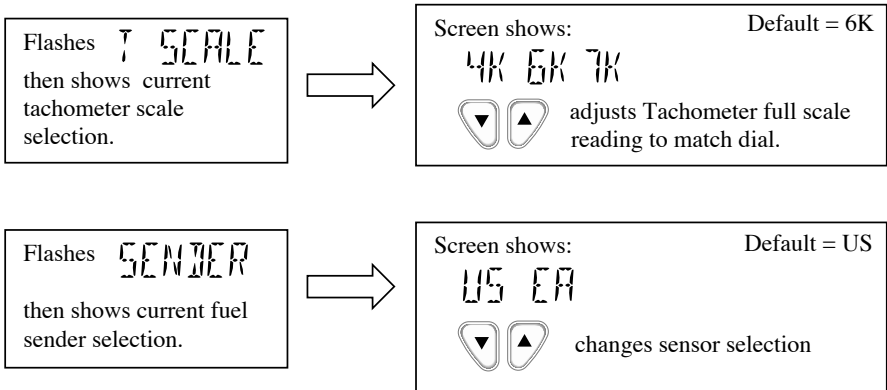 Flashes T SCALE
then shows current
tachometer scale
selection.
Screen shows:
Default = 6K
4K 6K 7K
adjusts Tachometer full scale
reading to match dial.
Flashes SENDER
then shows current fuel
sender selection.
Screen shows:
Default = US
US EA
changes sensor selection